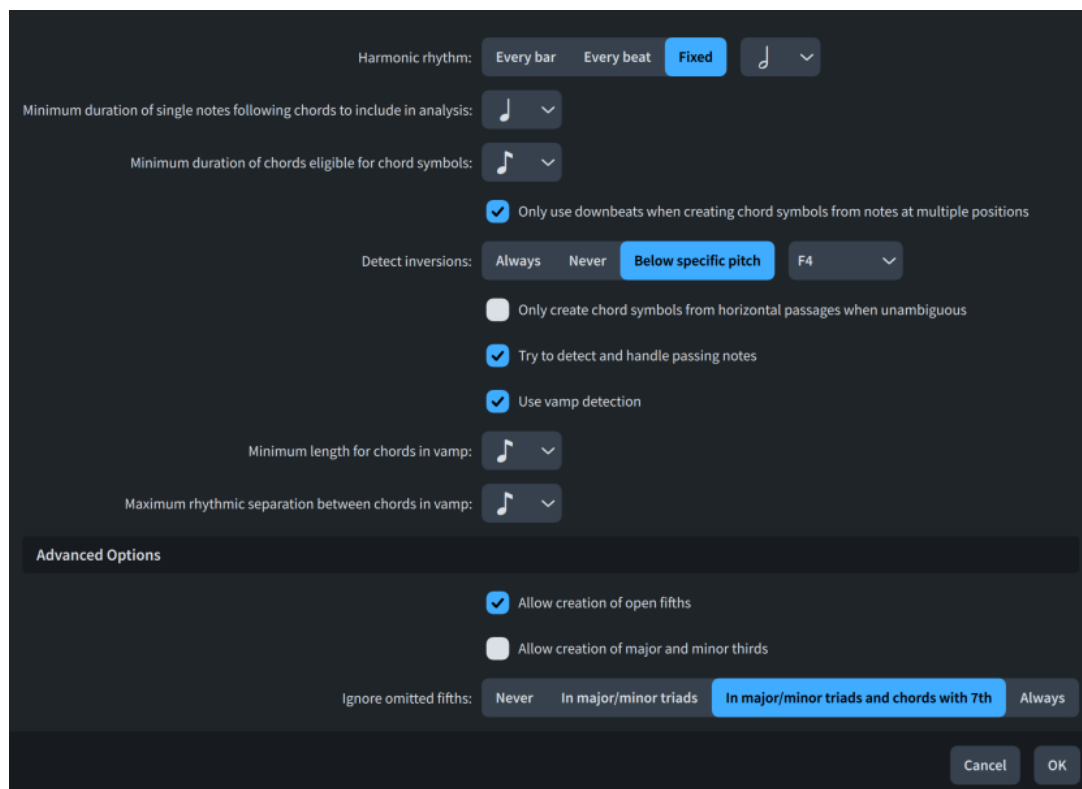 Harmonic rhythm: Every bar Every beat Fixed
Minimum duration of single notes following chords to include in analysis:
Minimum duration of chords eligible for chord symbols:
Only use downbeats when creating chord symbols from notes at multiple positions
Detect inversions: Always Never Below specific pitch F4
Only create chord symbols from horizontal passages when unambiguous
Try to detect and handle passing notes
Use vamp detection
Minimum length for chords in vamp:
Maximum rhythmic separation between chords in vamp:
Advanced Options
Allow creation of open fifths
Allow creation of major and minor thirds
Ignore omitted fifths: Never In major/minor triads In major/minor triads and chords with 7th Always
Cancel OK